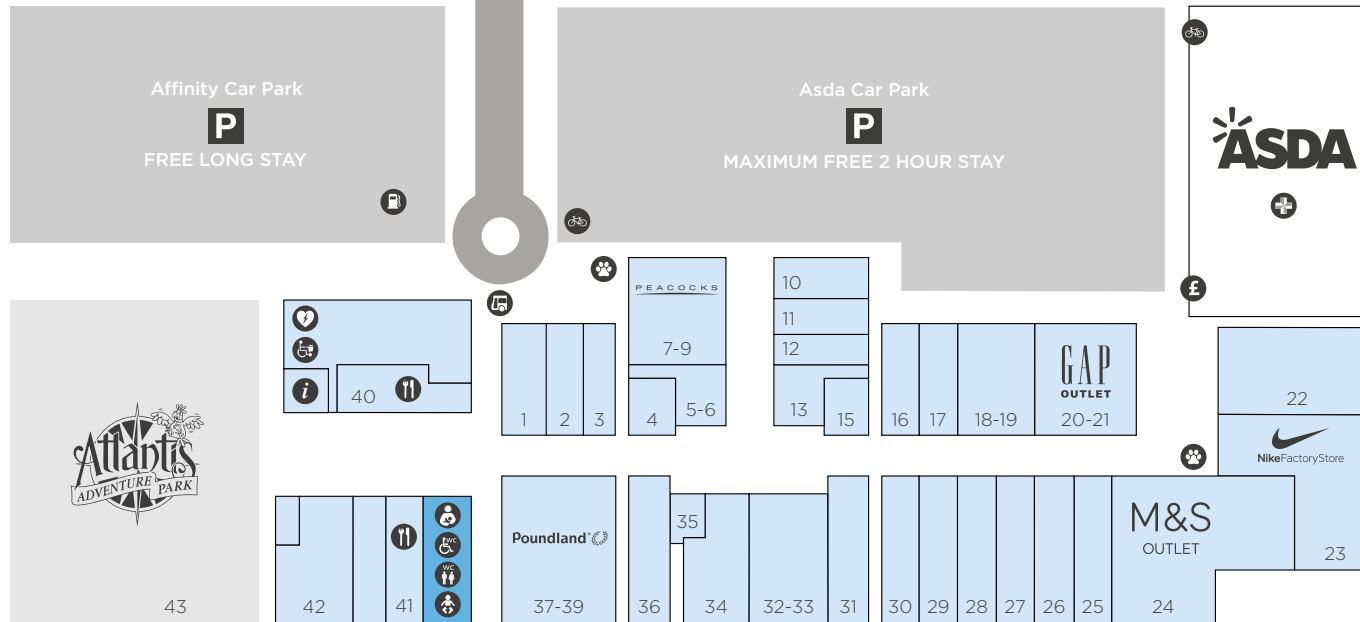 Affinity Car Park
P
FREE LONG STAY
Asda Car Park
P
MAXIMUM FREE 2 HOUR STAY
ASDA
£
PEACOCKS
7-9
10
11
12
13
15
1
2
3
4
5-6
16
17
18-19
GAP
OUTLET
20-21
22
NikeFactoryStore
23
i
40
Atlantis
ADVENTURE PARK
43
42
41
WC
WC
Poundland
37-39
36
35
34
32-33
31
30
29
28
27
26
25
M&S
OUTLET
24